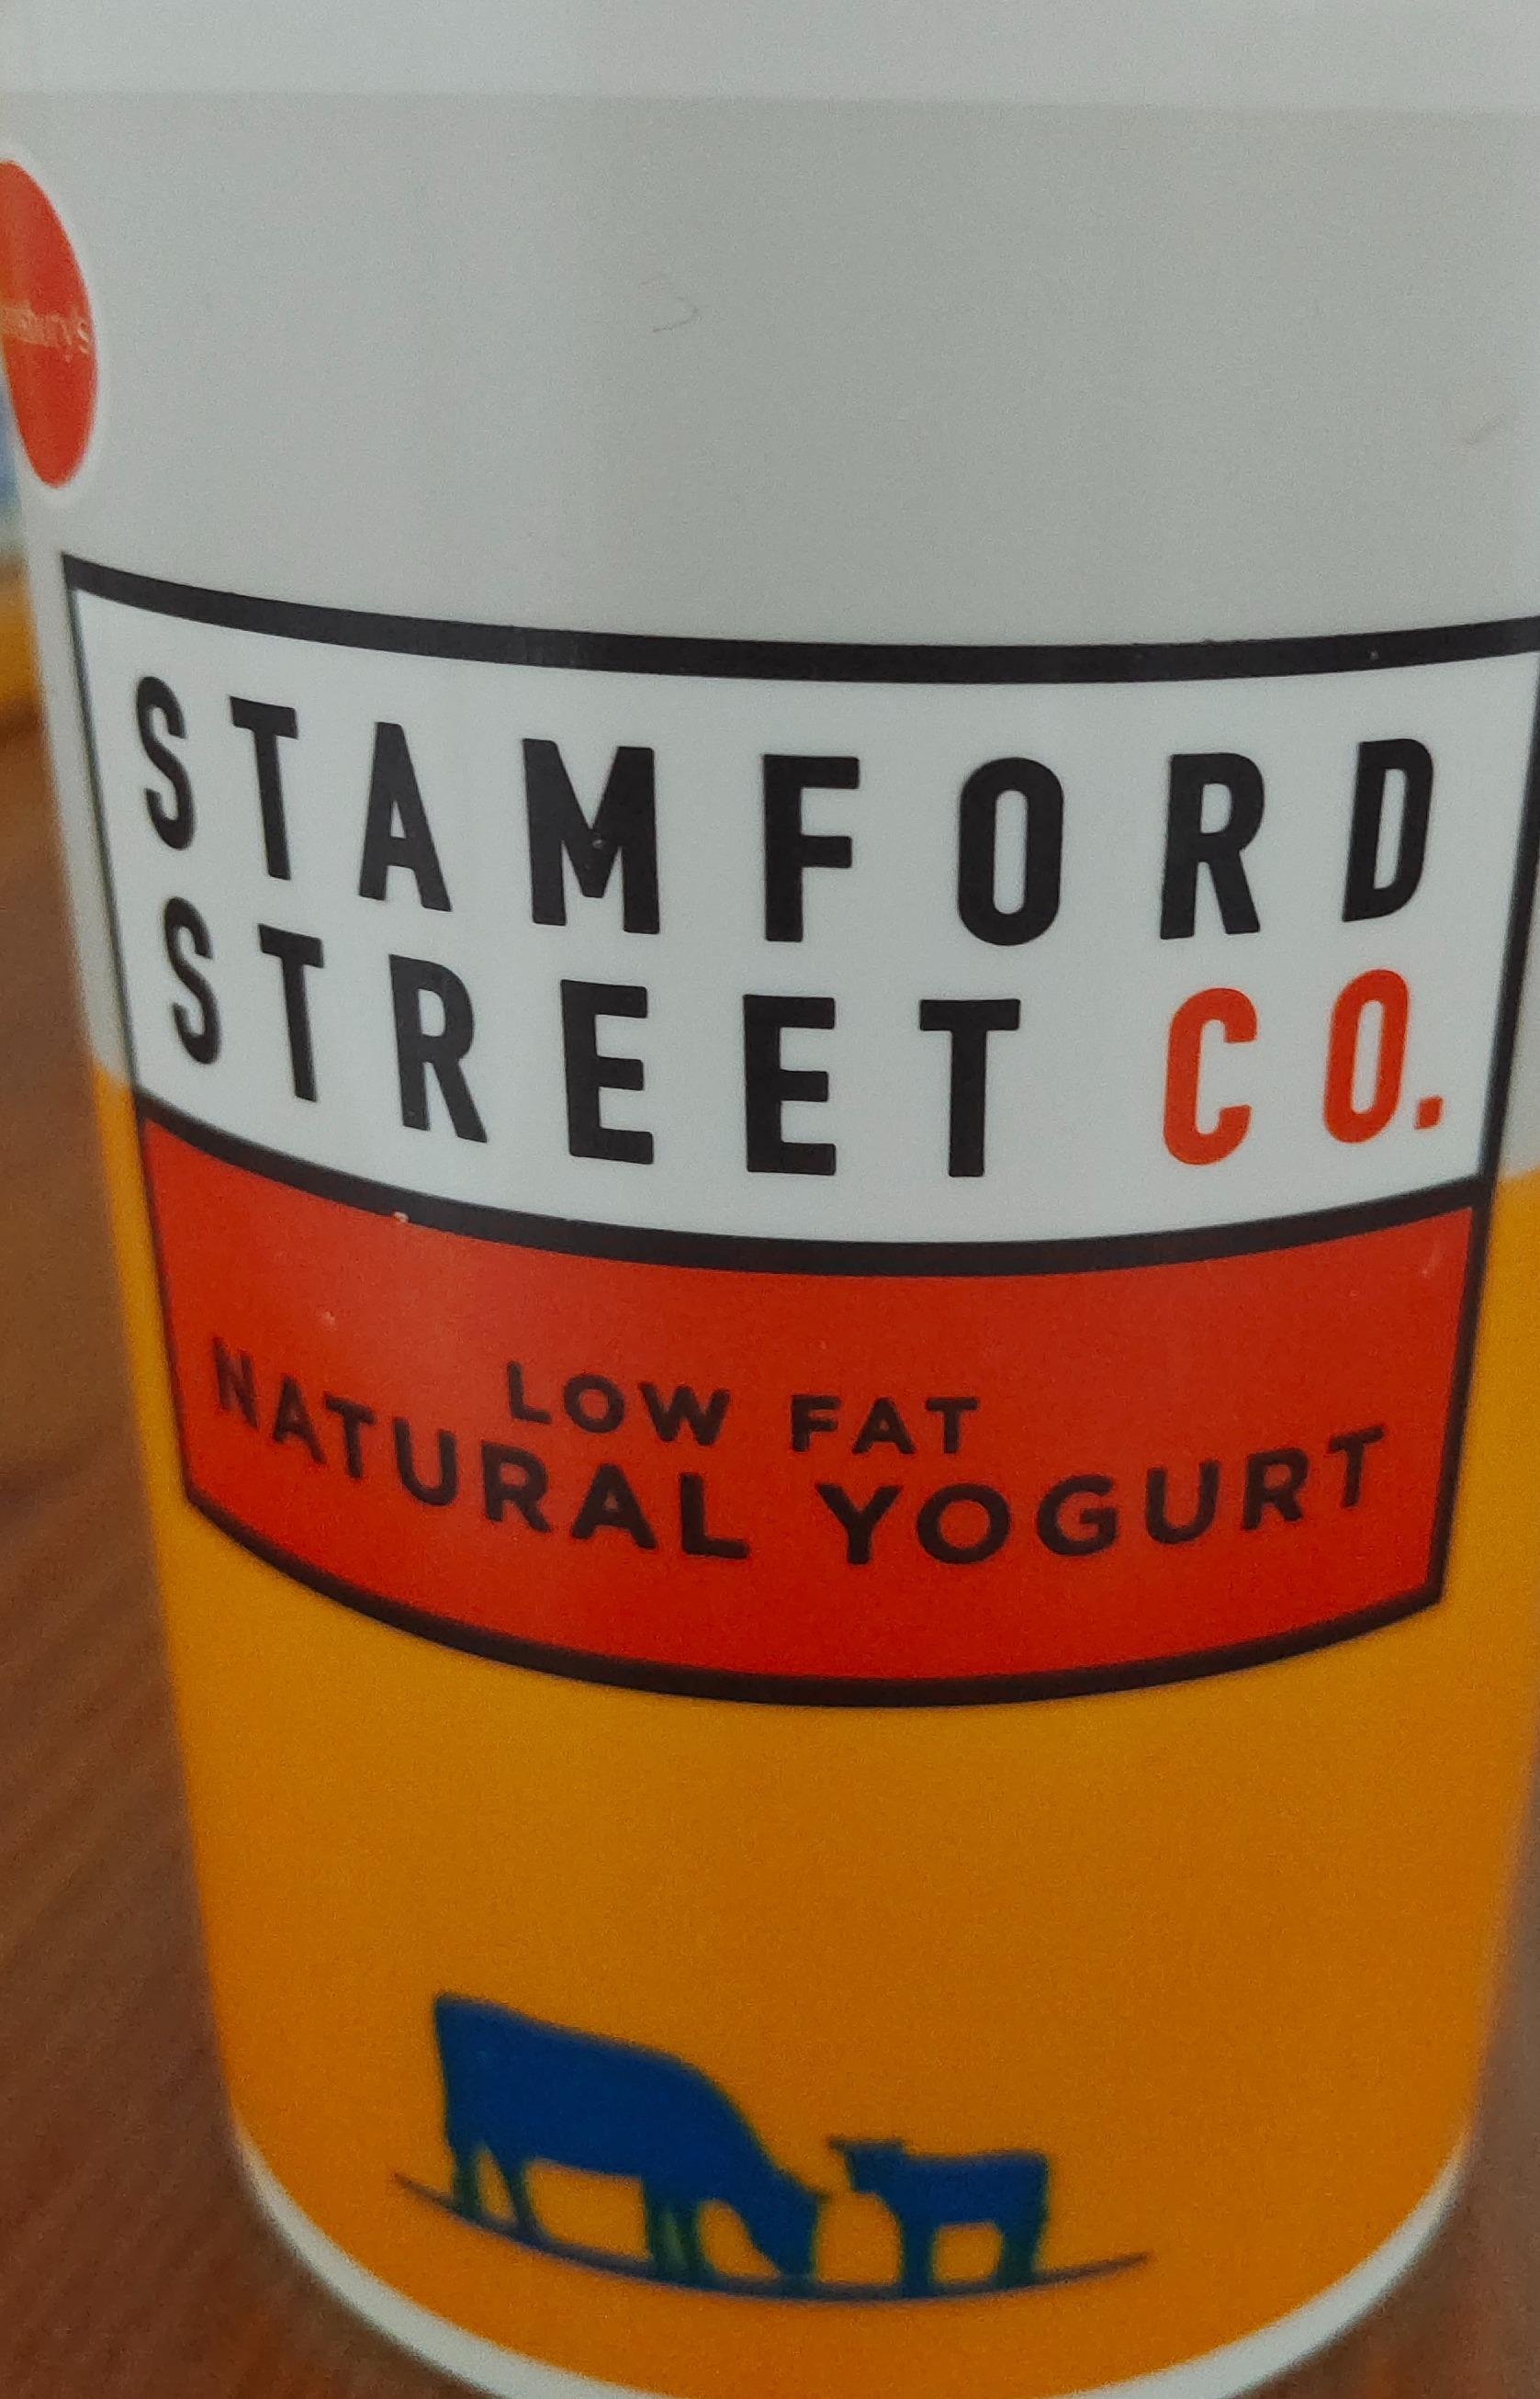 STAMFORD
STREET CO.
LOW FAT
NATURAL YOGURT